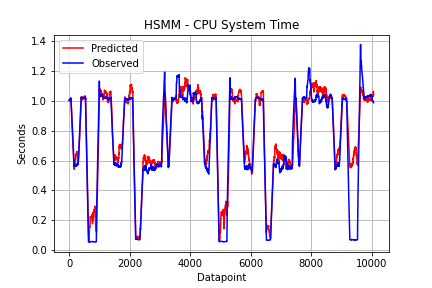 HSMM - CPU System Time
Predicted
Observed
1.4
1.2
1.0
0.8
0.6
0.4
0.2
0.0
Seconds
0 2000 4000 6000 8000 10000
Datapoint